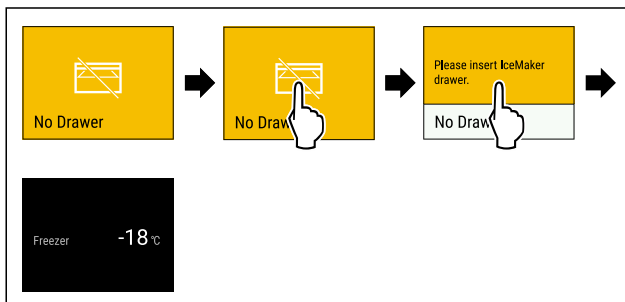 No Drawer
No Draw
Please insert IceMaker
drawer.
No Draw
Freezer -18 °C